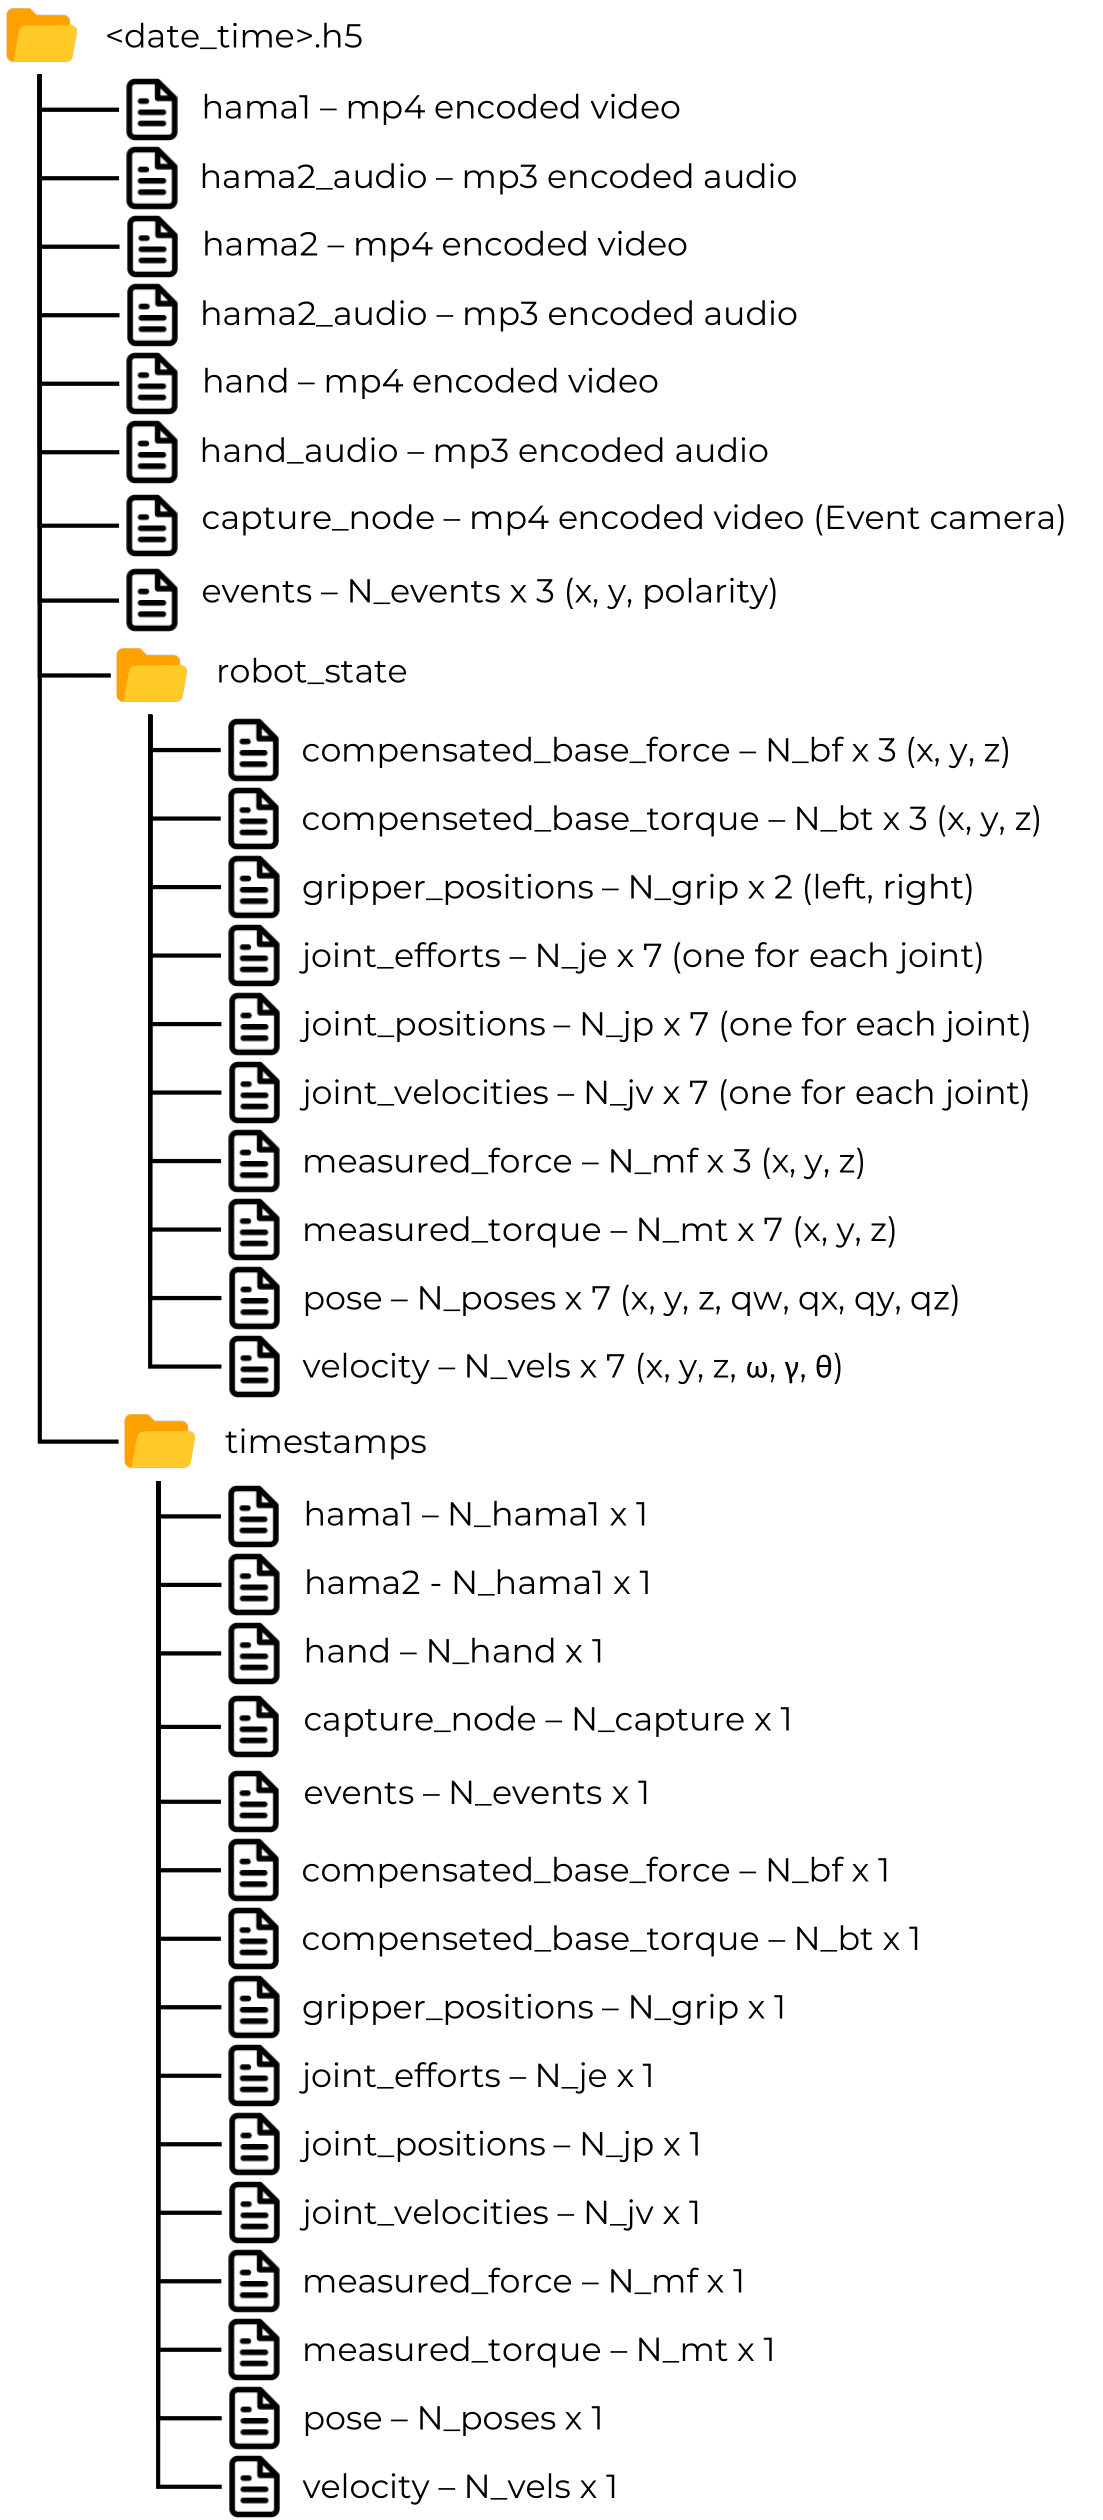 <date_time>.h5
hama1 – mp4 encoded video
hama2_audio – mp3 encoded audio
hama2 – mp4 encoded video
hama2_audio – mp3 encoded audio
hand – mp4 encoded video
hand_audio – mp3 encoded audio
capture_node – mp4 encoded video (Event camera)
events – N_events x 3 (x, y, polarity)
robot_state
compensated_base_force – N_bf x 3 (x, y, z)
compenseted_base_torque – N_bt x 3 (x, y, z)
gripper_positions – N_grip x 2 (left, right)
joint_efforts – N_je x 7 (one for each joint)
joint_positions – N_jp x 7 (one for each joint)
joint_velocities – N_jv x 7 (one for each joint)
measured_force – N_mf x 3 (x, y, z)
measured_torque – N_mt x 7 (x, y, z)
pose – N_poses x 7 (x, y, z, qw, qx, qy, qz)
velocity – N_vels x 7 (x, y, z, ω, γ, θ)
timestamps
hama1 – N_hama1 x 1
hama2 - N_hama1 x 1
hand – N_hand x 1
capture_node – N_capture x 1
events – N_events x 1
compensated_base_force – N_bf x 1
compenseted_base_torque – N_bt x 1
gripper_positions – N_grip x 1
joint_efforts – N_je x 1
joint_positions – N_jp x 1
joint_velocities – N_jv x 1
measured_force – N_mf x 1
measured_torque – N_mt x 1
pose – N_poses x 1
velocity – N_vels x 1